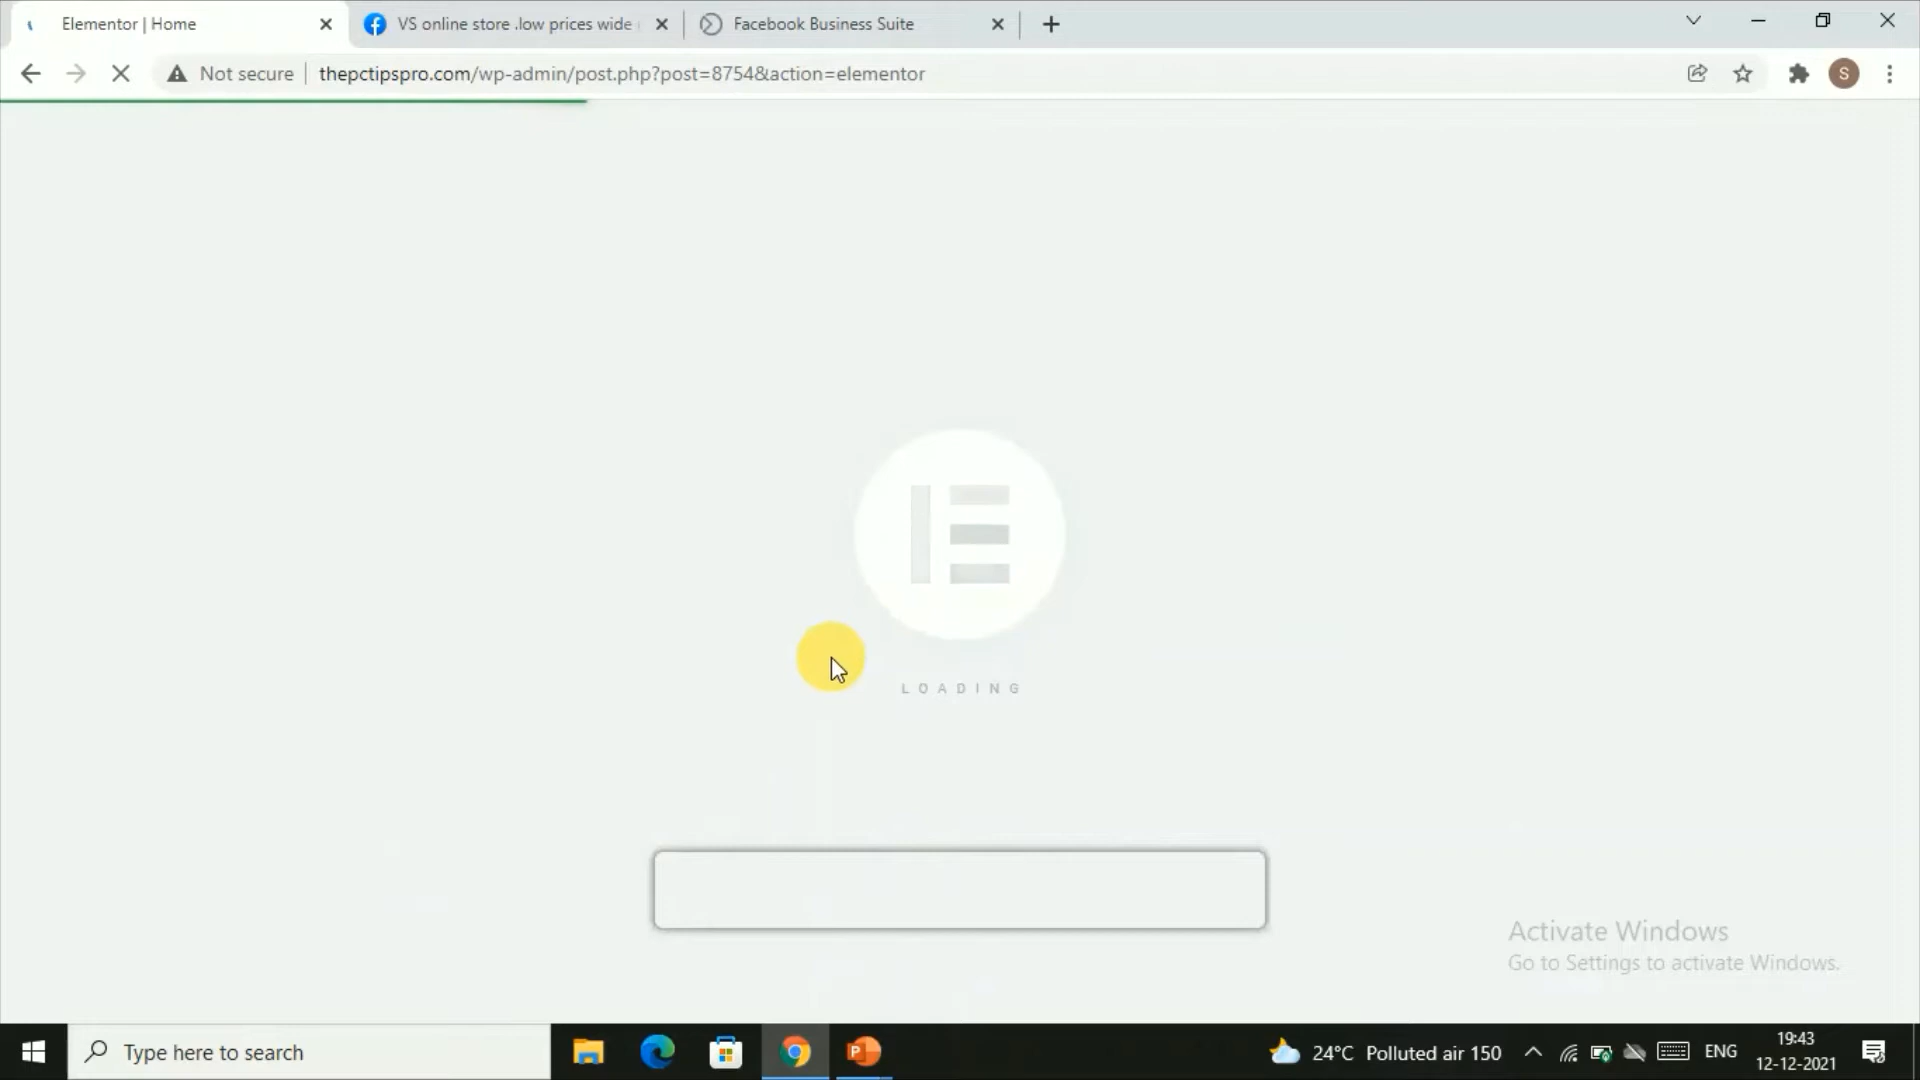 Elementor | Home
VS online store .low prices wide
Facebook Business Suite
Not secure
thepctipspro.com/wp-admin/post.php?post=8754&action=elementor
S
LOADING
Activate Windows
Go to Settings to activate Windows.
Type here to search
24°C Polluted air 150
ENG
19:43
12-12-2021